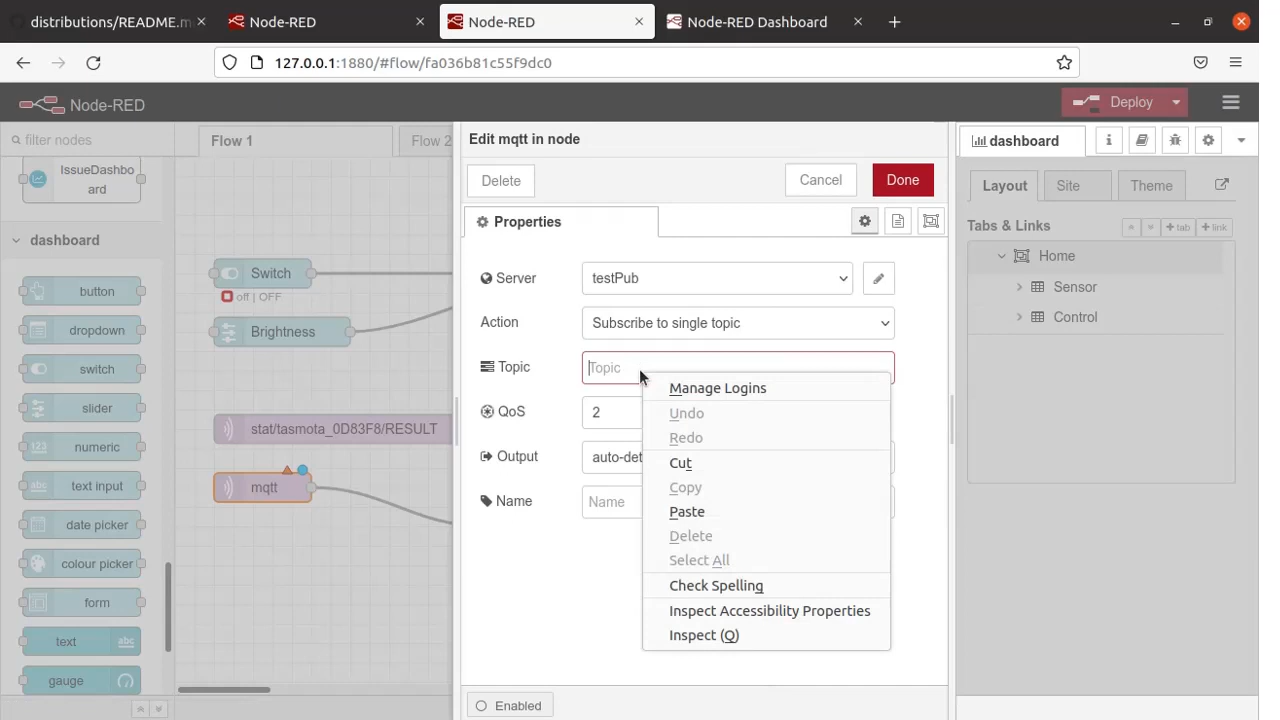 distributions/README.m
Node-RED
Node-RED
Node-RED Dashboard
127.0.0.1:1880/#flow/fa036b81c55f9dc0
Node-RED
Deploy
filter nodes
Flow 1
Flow 2
Edit mqtt in node
dashboard
Delete
Cancel
Done
Layout
Site
Theme
IssueDashbo
ard
Properties
Tabs & Links
tab
link
dashboard
Home
Switch
off | OFF
Server
testPub
Sensor
button
Brightness
Action
Subscribe to single topic
Control
dropdown
switch
Topic
Topic
Manage Logins
slider
QoS
2
Undo
Redo
numeric
stat/tasmota_0D83F8/RESULT
Output
auto-det
Cut
Copy
text input
mqtt
Name
Name
Paste
date picker
Delete
Select All
colour picker
Check Spelling
form
Inspect Accessibility Properties
Inspect (Q)
text
abc
gauge
Enabled
123
abc